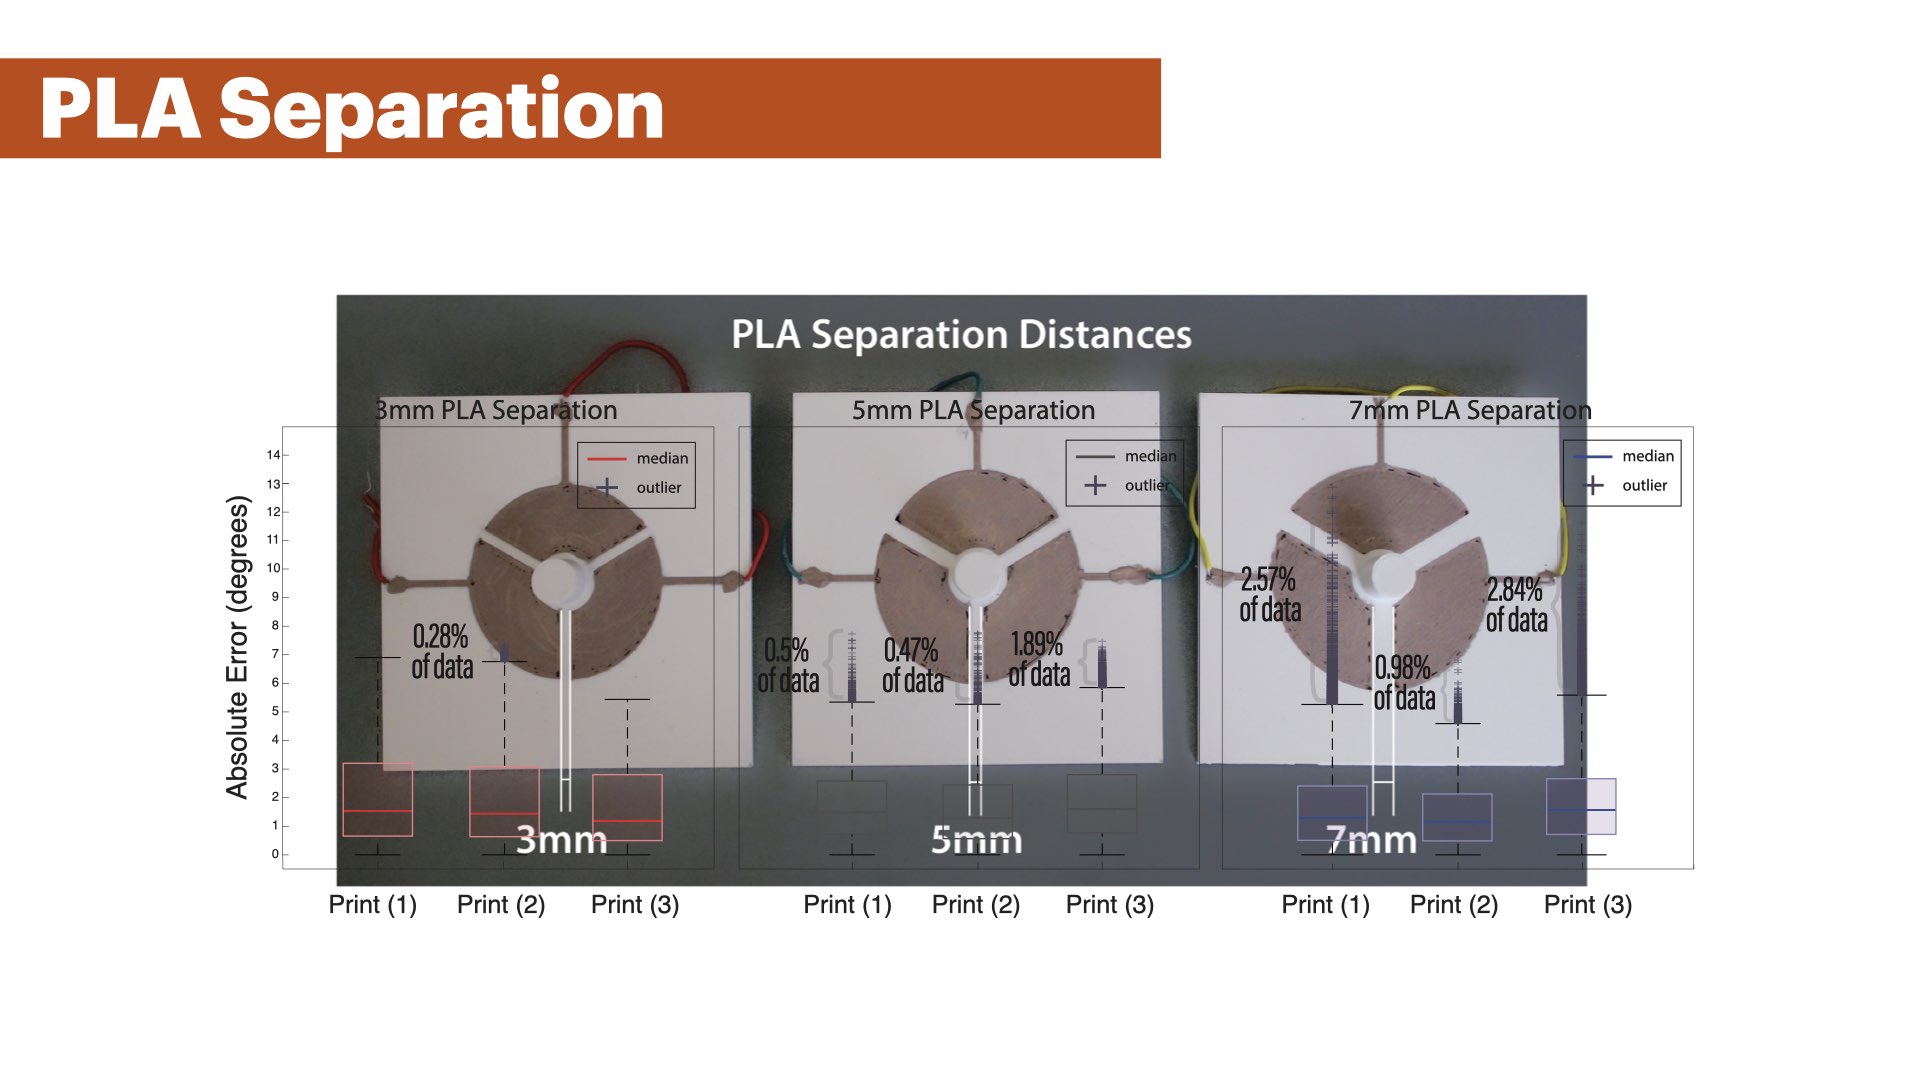 PLA Separation
PLA Separation Distances
3mm PLA Separation
5mm PLA Separation
7mm PLA Separation
median
outlier
median
outlier
median
outlier
Absolute Error (degrees)
14
13
12
11
10
9
8
7
6
5
4
3
2
1
0
0.28%
of data
0.5%
of data
0.47%
of data
1.89%
of data
2.57%
of data
0.98%
of data
2.84%
of data
3mm
5mm
7mm
Print (1)
Print (2)
Print (3)
Print (1)
Print (2)
Print (3)
Print (1)
Print (2)
Print (3)